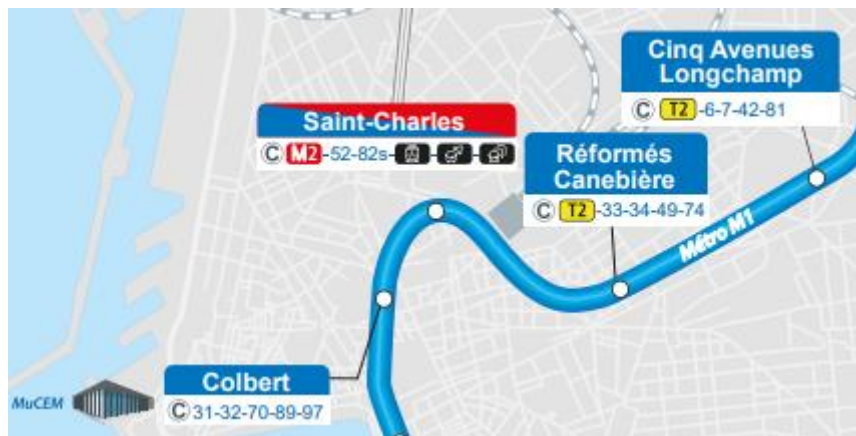 Cinq Avenues
Longchamp
C T2-6-7-42-81
Saint-Charles
C M2-52-82s-
Réformés
Canebière
C T2-33-34-49-74
Métro M1
Colbert
C 31-32-70-89-97
MuCEM